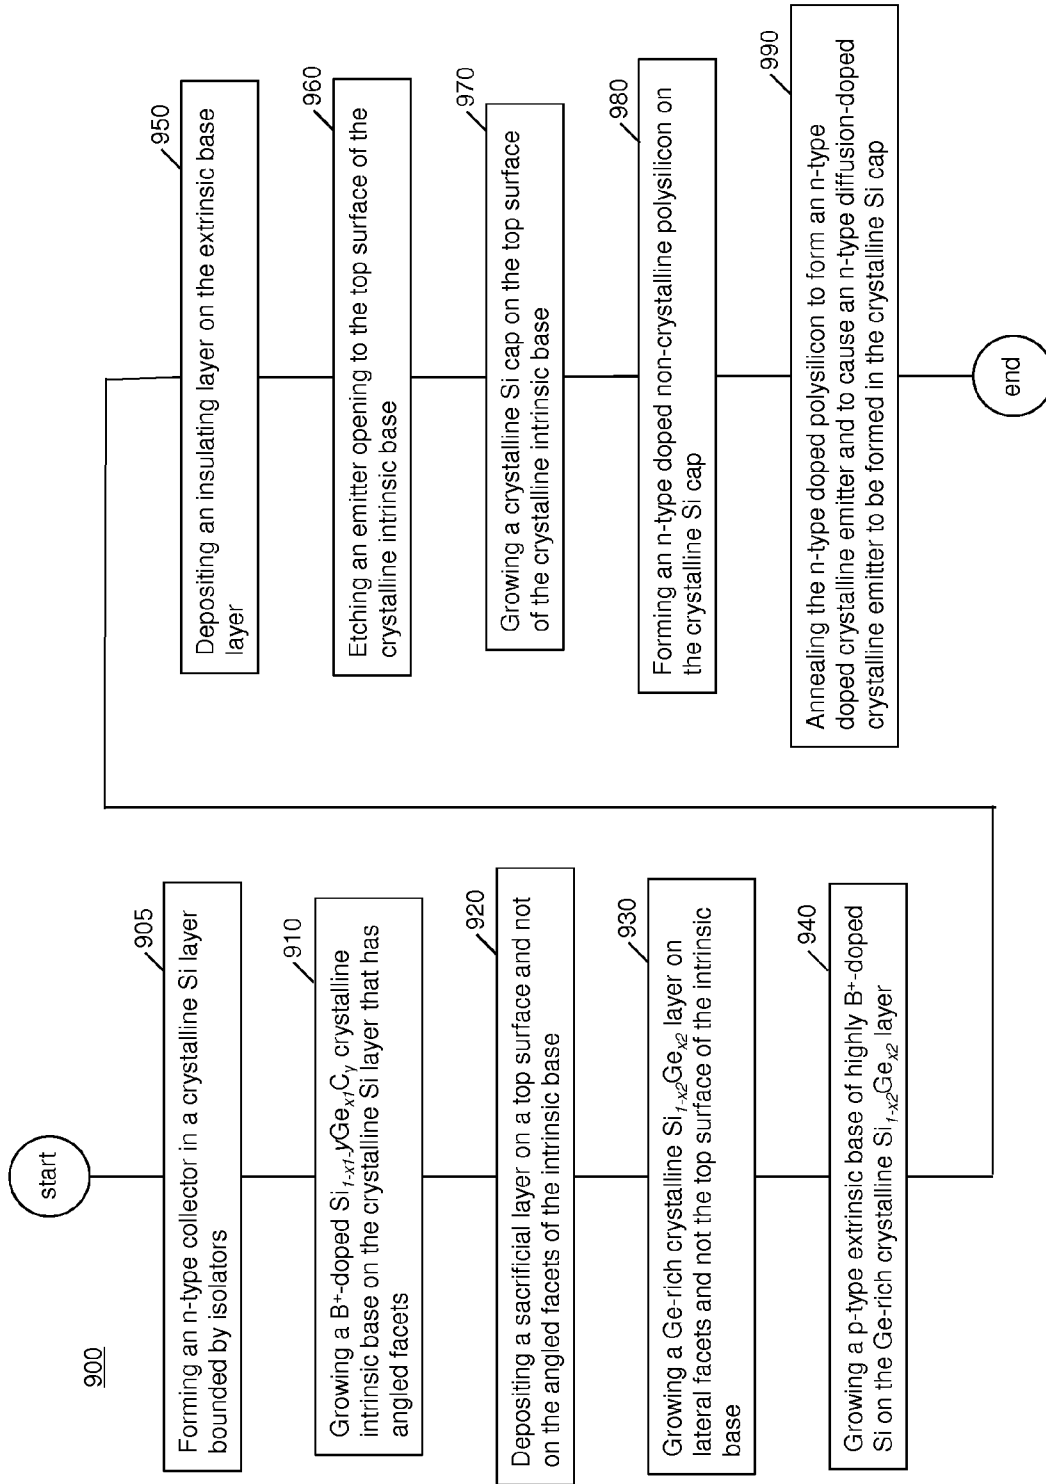 900
start
905
Forming an n-type collector in a crystalline Si layer
bounded by isolators
910
Growing a B⁺-doped Si₁₋ₓ₁₋yGeₓ₁Cᵧ crystalline
intrinsic base on the crystalline Si layer that has
angled facets
920
Depositing a sacrificial layer on a top surface and not
on the angled facets of the intrinsic base
930
Growing a Ge-rich crystalline Si₁₋ₓ₂Geₓ₂ layer on
lateral facets and not the top surface of the intrinsic
base
940
Growing a p-type extrinsic base of highly B⁺-doped
Si on the Ge-rich crystalline Si₁₋ₓ₂Geₓ₂ layer
950
Depositing an insulating layer on the extrinsic base
layer
960
Etching an emitter opening to the top surface of the
crystalline intrinsic base
970
Growing a crystalline Si cap on the top surface
of the crystalline intrinsic base
980
Forming an n-type doped non-crystalline polysilicon on
the crystalline Si cap
990
Annealing the n-type doped polysilicon to form an n-type
doped crystalline emitter and to cause an n-type diffusion-doped
crystalline emitter to be formed in the crystalline Si cap
end